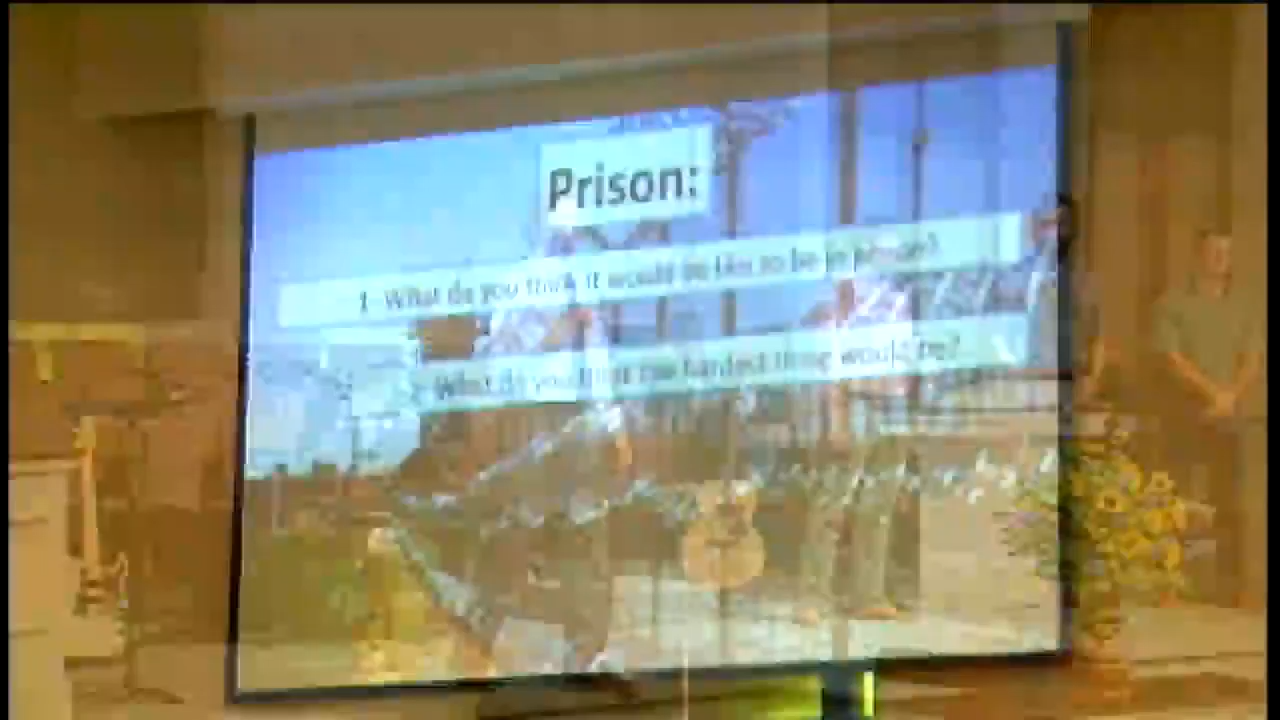 Prison:
1 What do you think it would be like to be in prison?
What do you think the hardest thing would be?